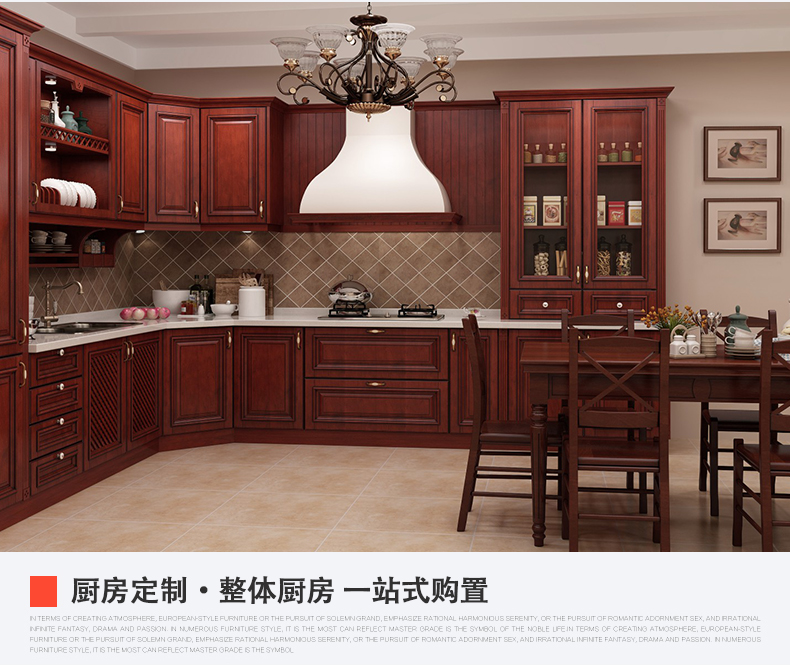 厨房定制·整体厨房 一站式购置
IN TERMS OF CREATING ATMOSPHERE, EUROPEAN-STYLE FURNITURE OR THE PURSUIT OF SOLEMN GRAND, EMPHASIZE RATIONAL HARMONIOUS SERENITY, OR THE PURSUIT OF ROMANTIC ADORNMENT SEX, AND IRRATIONAL
INFINITE FANTASY, DRAMA AND PASSION. IN NUMEROUS FURNITURE STYLE, IT IS THE MOST CAN REFLECT MASTER GRADE IS THE SYMBOL OF THE NOBLE LIFE.IN TERMS OF CREATING ATMOSPHERE, EUROPEAN-STYLE
FURNITURE OR THE PURSUIT OF SOLEMN GRAND, EMPHASIZE RATIONAL HARMONIOUS SERENITY, OR THE PURSUIT OF ROMANTIC ADORNMENT SEX, AND IRRATIONAL INFINITE FANTASY, DRAMA AND PASSION. IN NUMEROUS
FURNITURE STYLE, IT IS THE MOST CAN REFLECT MASTER GRADE IS THE SYMBOL